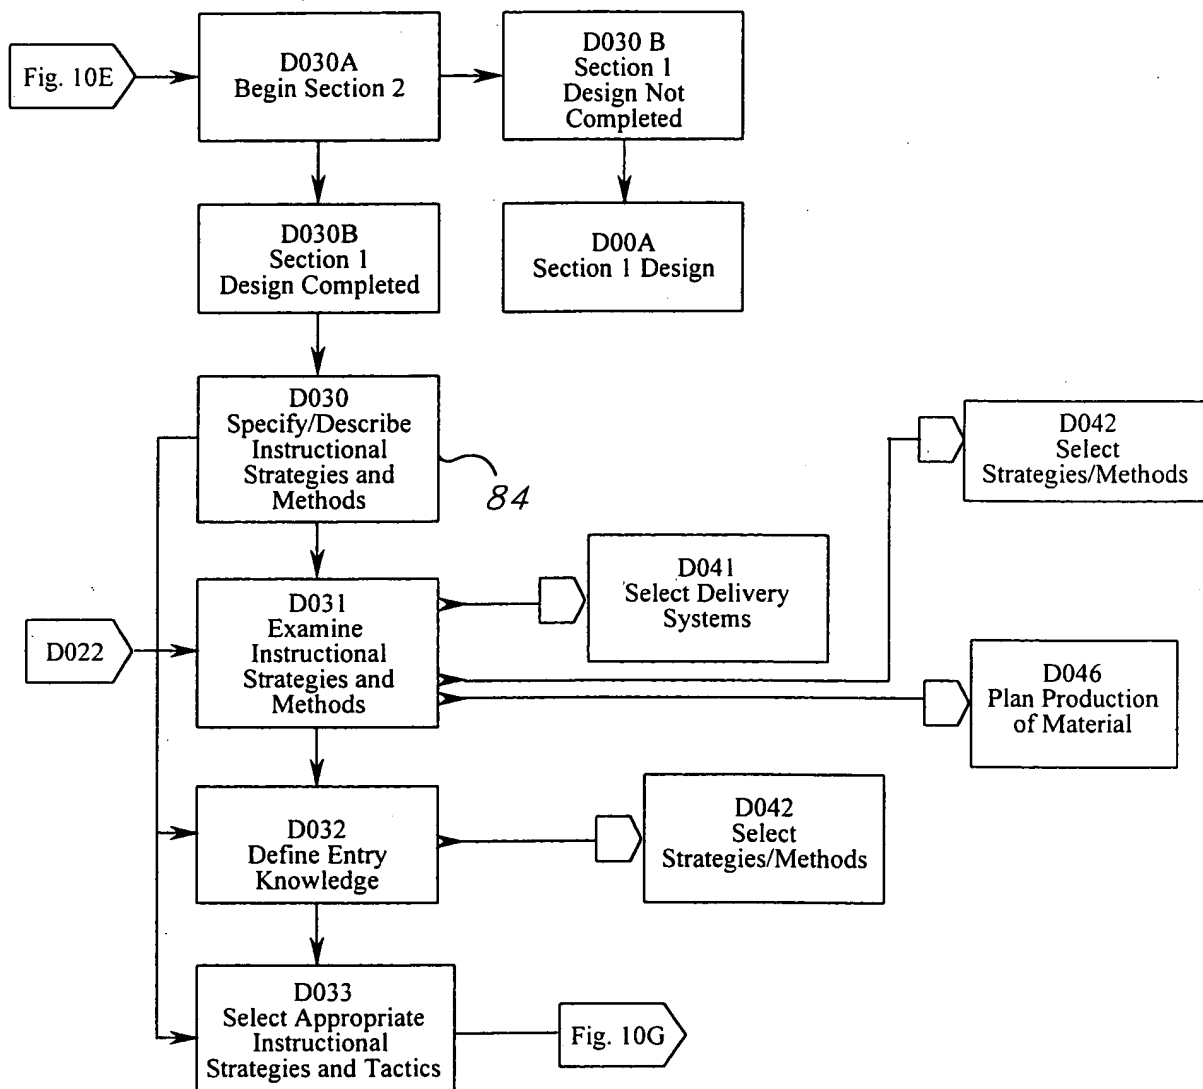 Fig. 10E
D030A
Begin Section 2
D030 B
Section 1
Design Not
Completed
D030B
Section 1
Design Completed
D00A
Section 1 Design
D030
Specify/Describe
Instructional
Strategies and
Methods
84
D042
Select
Strategies/Methods
D041
Select Delivery
Systems
D022
D031
Examine
Instructional
Strategies and
Methods
D046
Plan Production
of Material
D032
Define Entry
Knowledge
D042
Select
Strategies/Methods
D033
Select Appropriate
Instructional
Strategies and Tactics
Fig. 10G